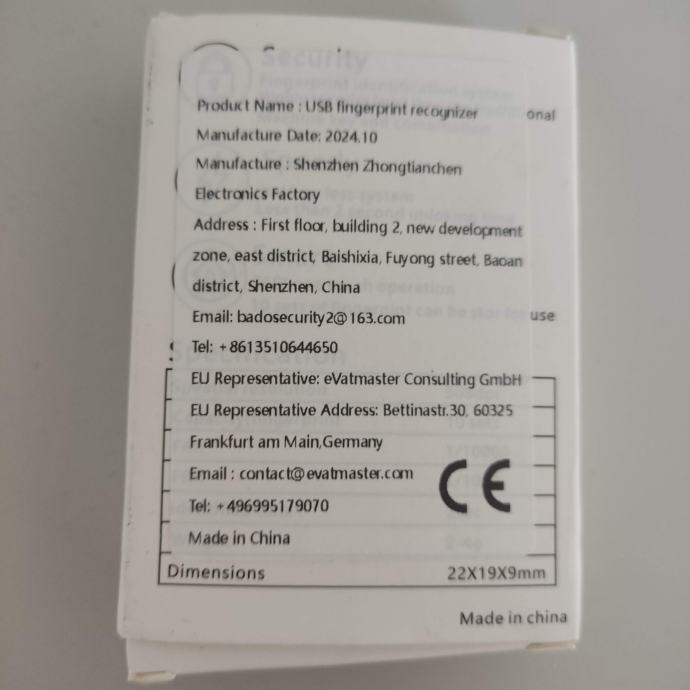 Security
Product Name : USB fingerprint recognizer
onal
Manufacture Date: 2024.10
Manufacture : Shenzhen Zhongtianchen
Electronics Factory
Address : First floor, building 2, new development
zone, east district, Baishixia, Fuyong street, Baoan
district, Shenzhen, China
Email: badosecurity2@163.com
use
Tel: +8613510644650
EU Representative: eVatmaster Consulting GmbH
EU Representative Address: Bettinastr.30, 60325
Frankfurt am Main,Germany
Email : contact@evatmaster.com
CE
Tel: +496995179070
Made in China
Dimensions 22X19X9mm
Made in china